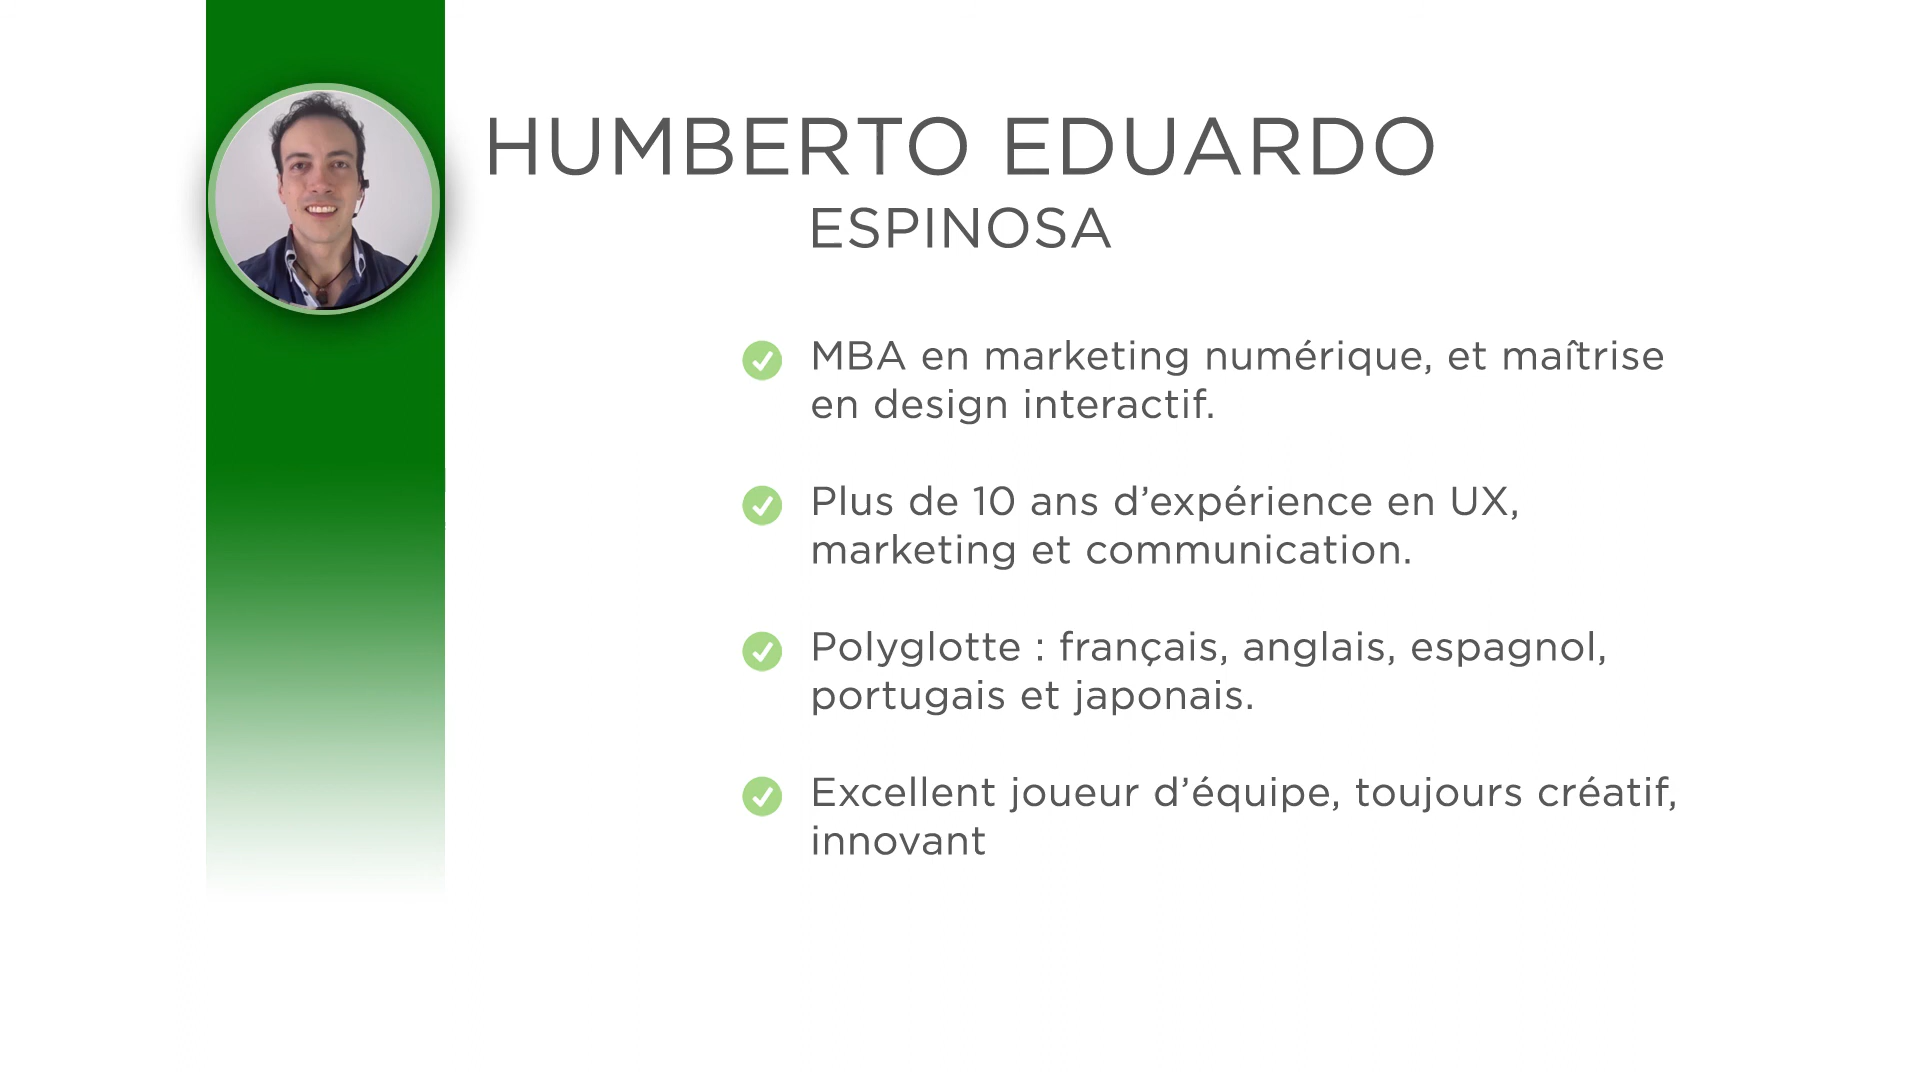 HUMBERTO EDUARDO
ESPINOSA
MBA en marketing numérique, et maîtrise
en design interactif.
Plus de 10 ans d’expérience en UX,
marketing et communication.
Polyglotte : français, anglais, espagnol,
portugais et japonais.
Excellent joueur d’équipe, toujours créatif,
innovant